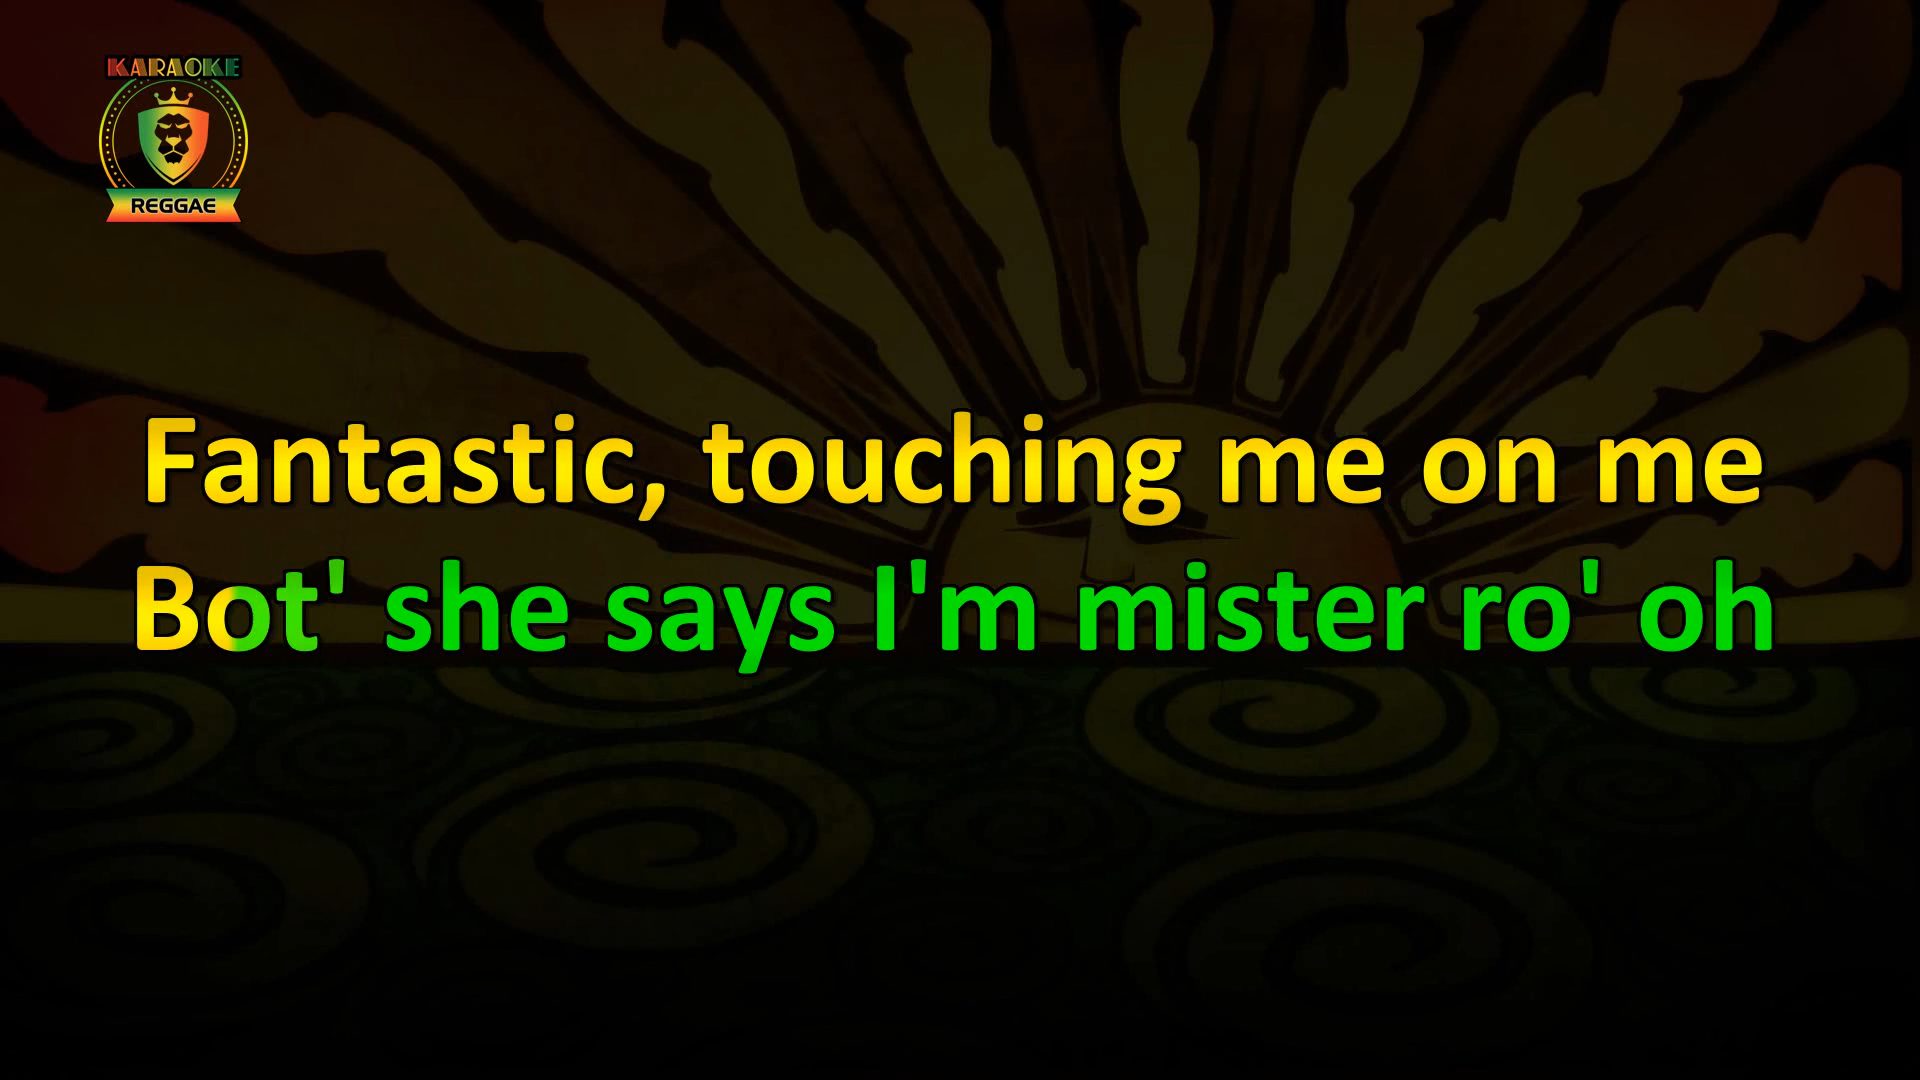 KARAOKE
REGGAE
Fantastic, touching me on me
Bot' she says I'm mister ro' oh